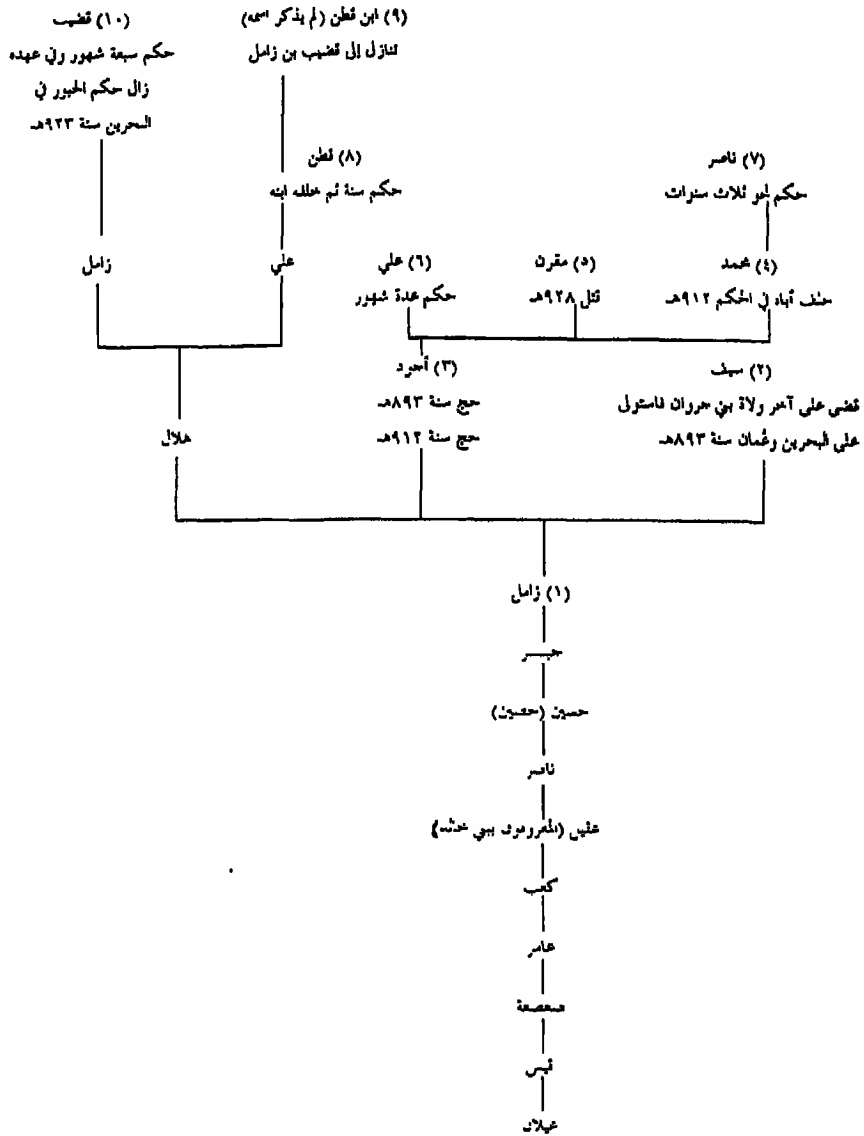 (١٠) قضيب
حكم سبعة شهور وفي عهده
زال حكم الجبور في
البحرين سنة ٩٢٣هـ
(٩) ابن قطن (لم يذكر اسمه)
تنازل إلى قضيب بن زامل
(٨) قطن
حكم سنة ثم خلفه ابنه
(٧) ناصر
حكم نحو ثلاث سنوات
زامل
علي
(٦) علي
حكم عدة شهور
(٥) مقرن
قتل ٩٢٨هـ
(٤) محمد
خلف أباه في الحكم ٩١٢هـ
هلال
(٣) أجود
حج سنة ٨٩٣هـ
حج سنة ٩١٢هـ
(٢) سيف
قضى على آخر ولاة بني جروان فاستولى
على البحرين وعُمان سنة ٨٩٣هـ
(١) زامل
جبر
حسين (حصين)
ناصر
عقيل (المعروفون ببني خالد)
كعب
عامر
صعصعة
قيس
عيلان